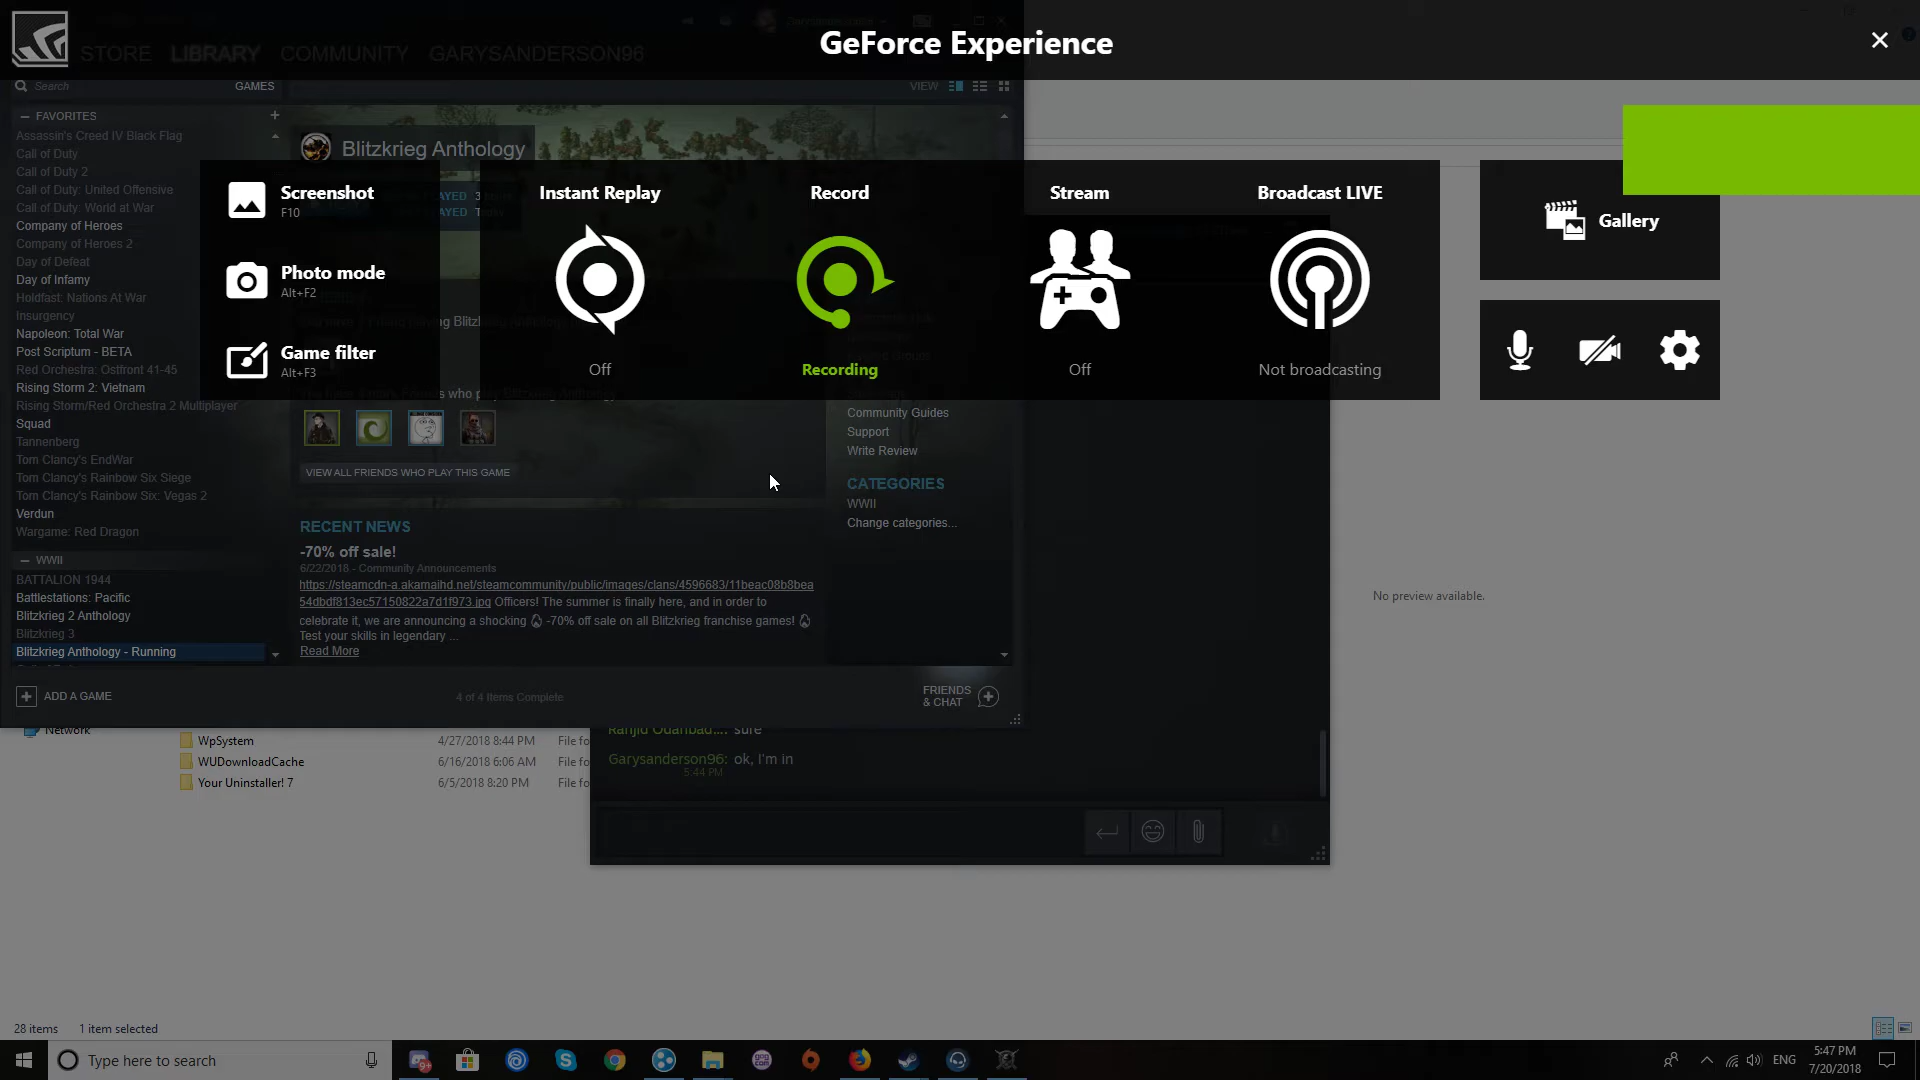 GeForce Experience
STORE LIBRARY COMMUNITY GARYSANDERSON96
Search GAMES
VIEW
FAVORITES
Assassin's Creed IV Black Flag
Call of Duty
Call of Duty 2
Call of Duty: United Offensive
Call of Duty: World at War
Company of Heroes
Company of Heroes 2
Day of Defeat
Day of Infamy
Holdfast: Nations At War
Insurgency
Napoleon: Total War
Post Scriptum - BETA
Red Orchestra: Ostfront 41-45
Rising Storm 2: Vietnam
Rising Storm/Red Orchestra 2 Multiplayer
Squad
Tannenberg
Tom Clancy's EndWar
Tom Clancy's Rainbow Six Siege
Tom Clancy's Rainbow Six: Vegas 2
Verdun
Wargame: Red Dragon
WWII
BATTALION 1944
Battlestations: Pacific
Blitzkrieg 2 Anthology
Blitzkrieg 3
Blitzkrieg Anthology - Running
ADD A GAME
4 of 4 Items Complete
FRIENDS
& CHAT
Blitzkrieg Anthology
Screenshot
F10
Photo mode
Alt+F2
Game filter
Alt+F3
Instant Replay
Off
Record
Recording
Stream
Off
Broadcast LIVE
Not broadcasting
Gallery
VIEW ALL FRIENDS WHO PLAY THIS GAME
Community Guides
Support
Write Review
CATEGORIES
WWII
Change categories...
RECENT NEWS
-70% off sale!
6/22/2018 - Community Announcements
https://steamcdn-a.akamaihd.net/steamcommunity/public/images/clans/4596683/11beac08b8bea
54dbdf813ec57150822a7d1f973.jpg Officers! The summer is finally here, and in order to
celebrate it, we are announcing a shocking -70% off sale on all Blitzkrieg franchise games!
Test your skills in legendary ...
Read More
No preview available.
Network
WpSystem 4/27/2018 8:44 PM File fo
WUDownloadCache 6/16/2018 6:06 AM File fo
Your Uninstaller! 7 6/5/2018 8:20 PM File fo
sure
Garysanderson96: ok, I'm in
5:44 PM
28 items 1 item selected
Type here to search
9+
ENG
5:47 PM
7/20/2018